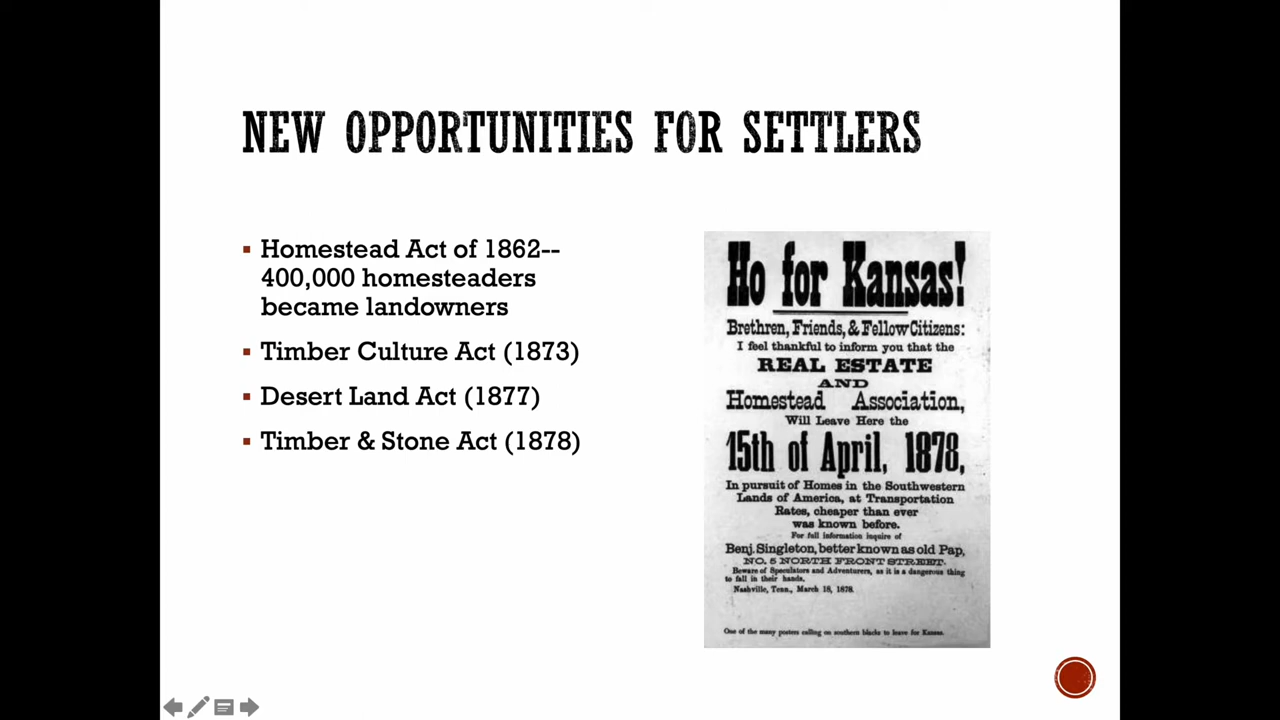 NEW OPPORTUNITIES FOR SETTLERS
▪ Homestead Act of 1862--
400,000 homesteaders
became landowners
▪ Timber Culture Act (1873)
▪ Desert Land Act (1877)
▪ Timber & Stone Act (1878)
Ho for Kansas!
Brethren, Friends, & Fellow Citizens:
I feel thankful to inform you that the
REAL ESTATE
AND
Homestead Association,
Will Leave Here the
15th of April, 1878,
In pursuit of Homes in the Southwestern
Lands of America, at Transportation
Rates, cheaper than ever
was known before.
For full information inquire of
Benj. Singleton, better known as old Pap,
NO. 5 NORTH FRONT STREET.
Beware of Speculators and Adventurers, as it is a dangerous thing
to fall in their hands.
Nashville, Tenn., March 18, 1878.
One of the many posters calling on southern blacks to leave for Kansas.